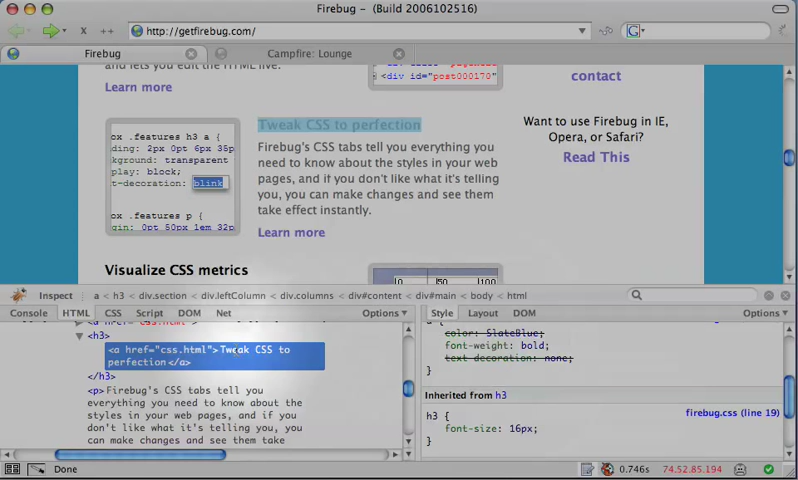 Firebug - (Build 2006102516)
http://getfirebug.com/
G
Firebug
Campfire: Lounge
and lets you edit the HTML live.
Learn more
<div id="post000170"
contact
ox .features h3 a {
ding: 2px 0pt 6px 35p
kground: transparent
play: block;
t-decoration: blink
ox .features p {
gin: 0pt 50px 1em 32p
Tweak CSS to perfection
Firebug's CSS tabs tell you everything you
need to know about the styles in your web
pages, and if you don't like what it's telling
you, you can make changes and see them
take effect instantly.
Learn more
Want to use Firebug in IE,
Opera, or Safari?
Read This
Visualize CSS metrics
0 50 100
Inspect a < h3 < div.section < div.leftColumn < div.columns < div#content < div#main < body < html
Console HTML CSS Script DOM Net Options
Style Layout DOM Options
<h3>
<a href="css.html">Tweak CSS to
perfection</a>
</h3>
<p>Firebug's CSS tabs tell you
everything you need to know about the
styles in your web pages, and if you
don't like what it's telling you, you
can make changes and see them take
color: SlateBlue;
font-weight: bold;
text-decoration: none;
}
Inherited from h3
h3 {
firebug.css (line 19)
font-size: 16px;
}
Done
0.746s
74.52.85.194